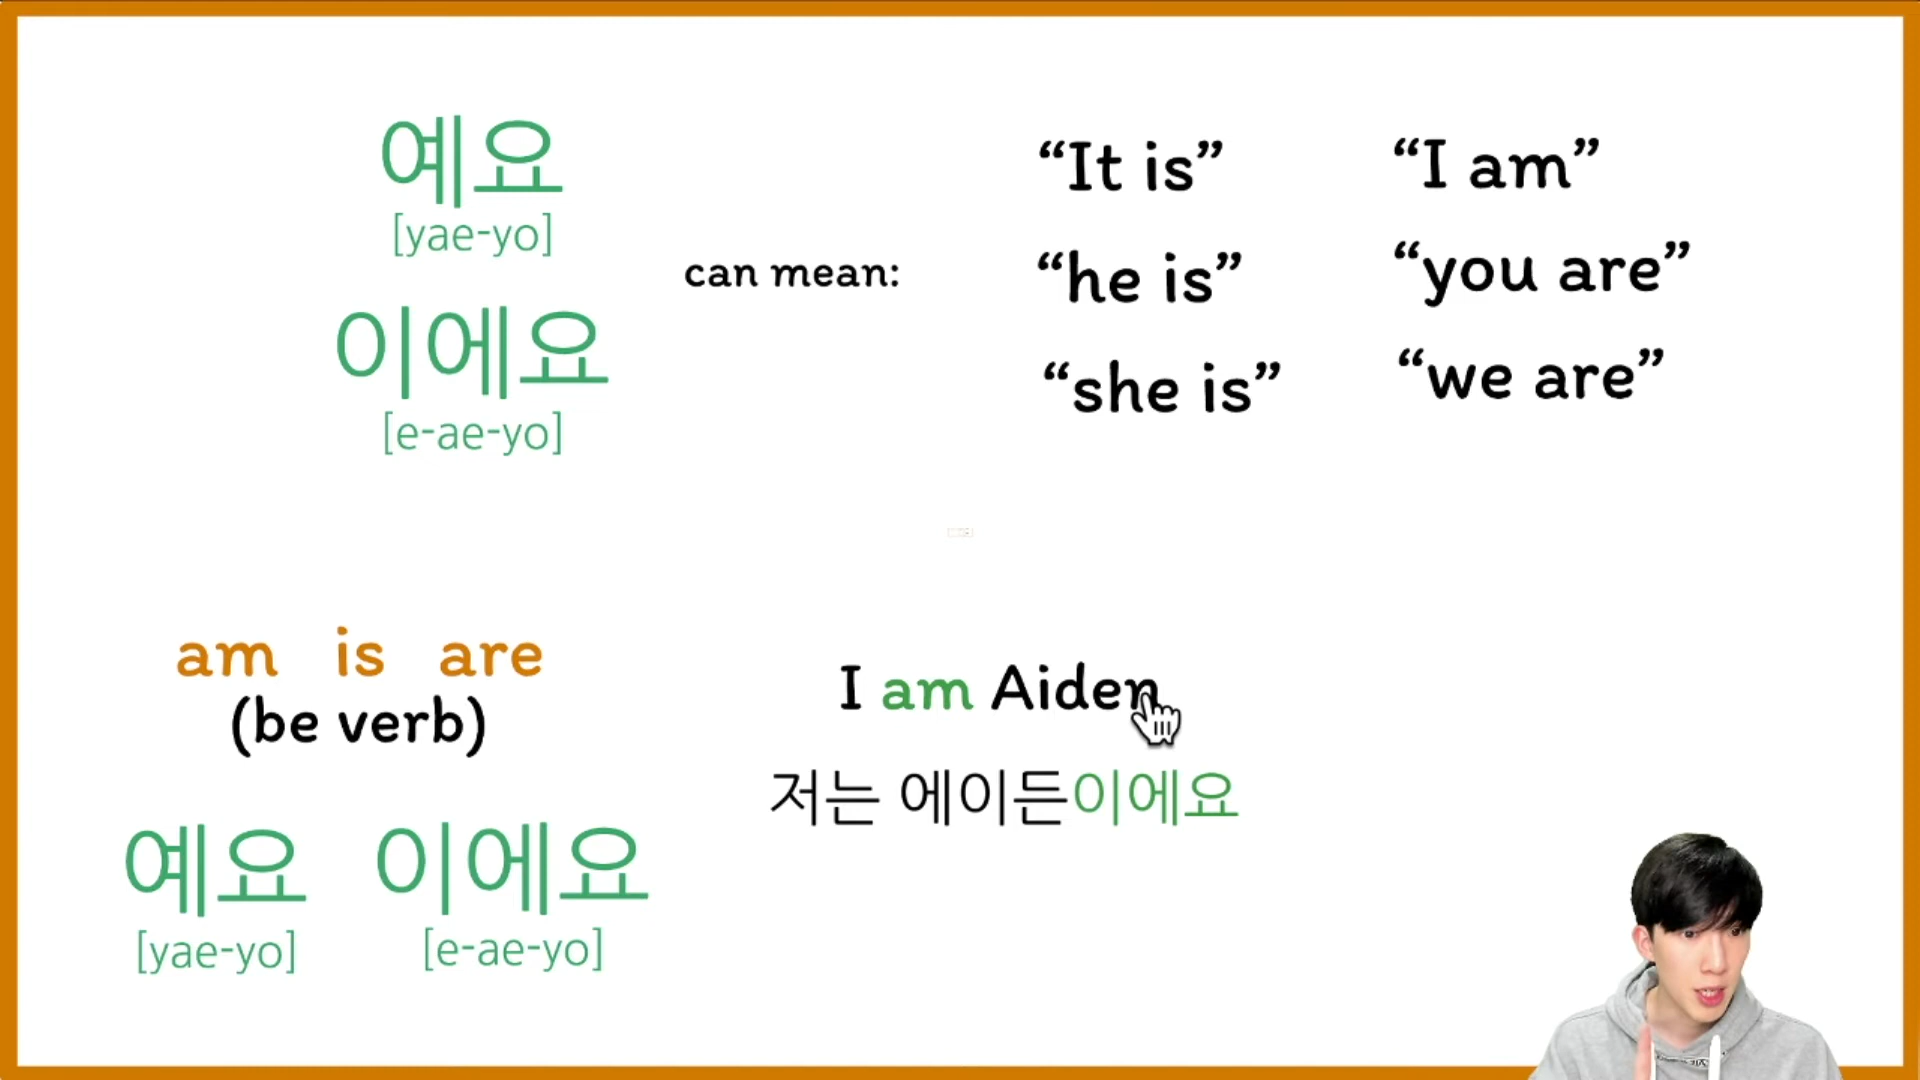 예요
[yae-yo]
이에요
[e-ae-yo]
can mean:
“It is”
“he is”
“she is”
“I am”
“you are”
“we are”
am is are
(be verb)
예요 이에요
[yae-yo] [e-ae-yo]
I am Aiden
저는 에이든이에요